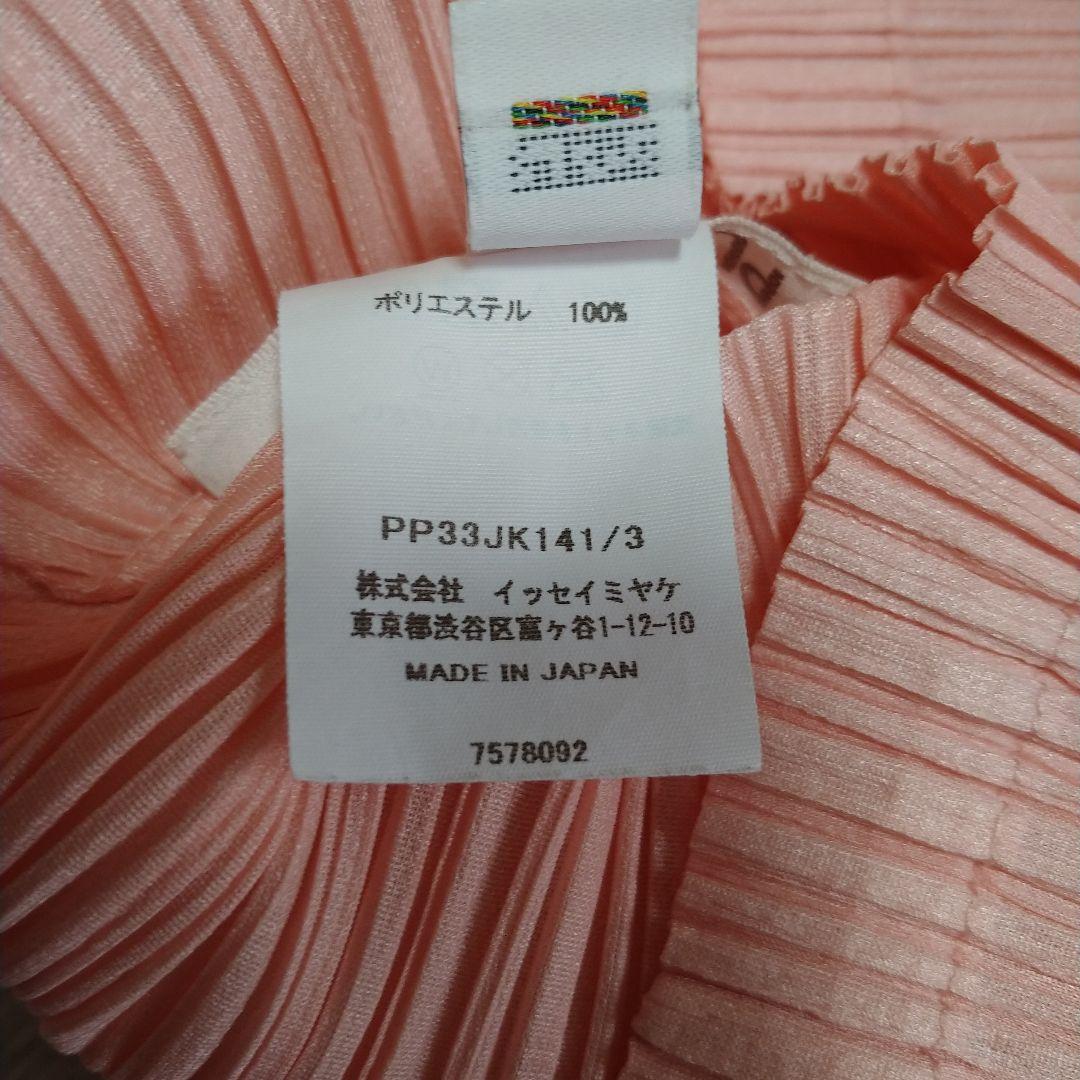 ポリエステル 100%
PP33JK141/3
株式会社 イッセイミヤケ
東京都渋谷区富ヶ谷1-12-10
MADE IN JAPAN
7578092